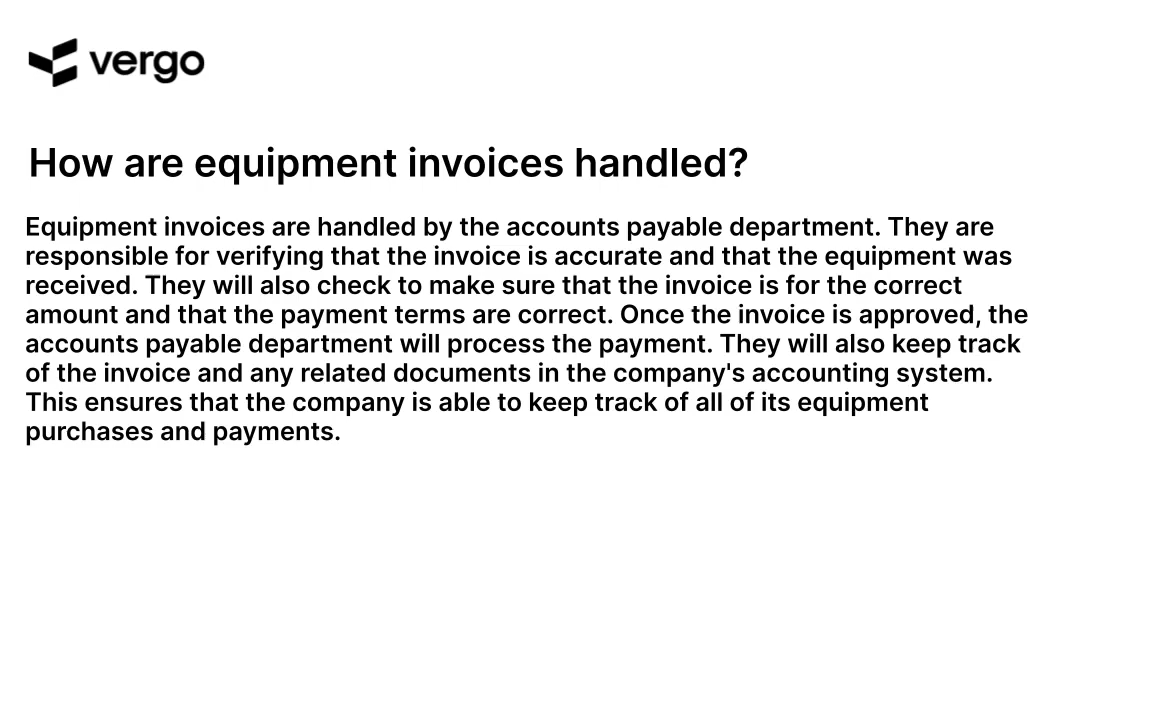 vergo
How are equipment invoices handled?
Equipment invoices are handled by the accounts payable department. They are
responsible for verifying that the invoice is accurate and that the equipment was
received. They will also check to make sure that the invoice is for the correct
amount and that the payment terms are correct. Once the invoice is approved, the
accounts payable department will process the payment. They will also keep track
of the invoice and any related documents in the company's accounting system.
This ensures that the company is able to keep track of all of its equipment
purchases and payments.